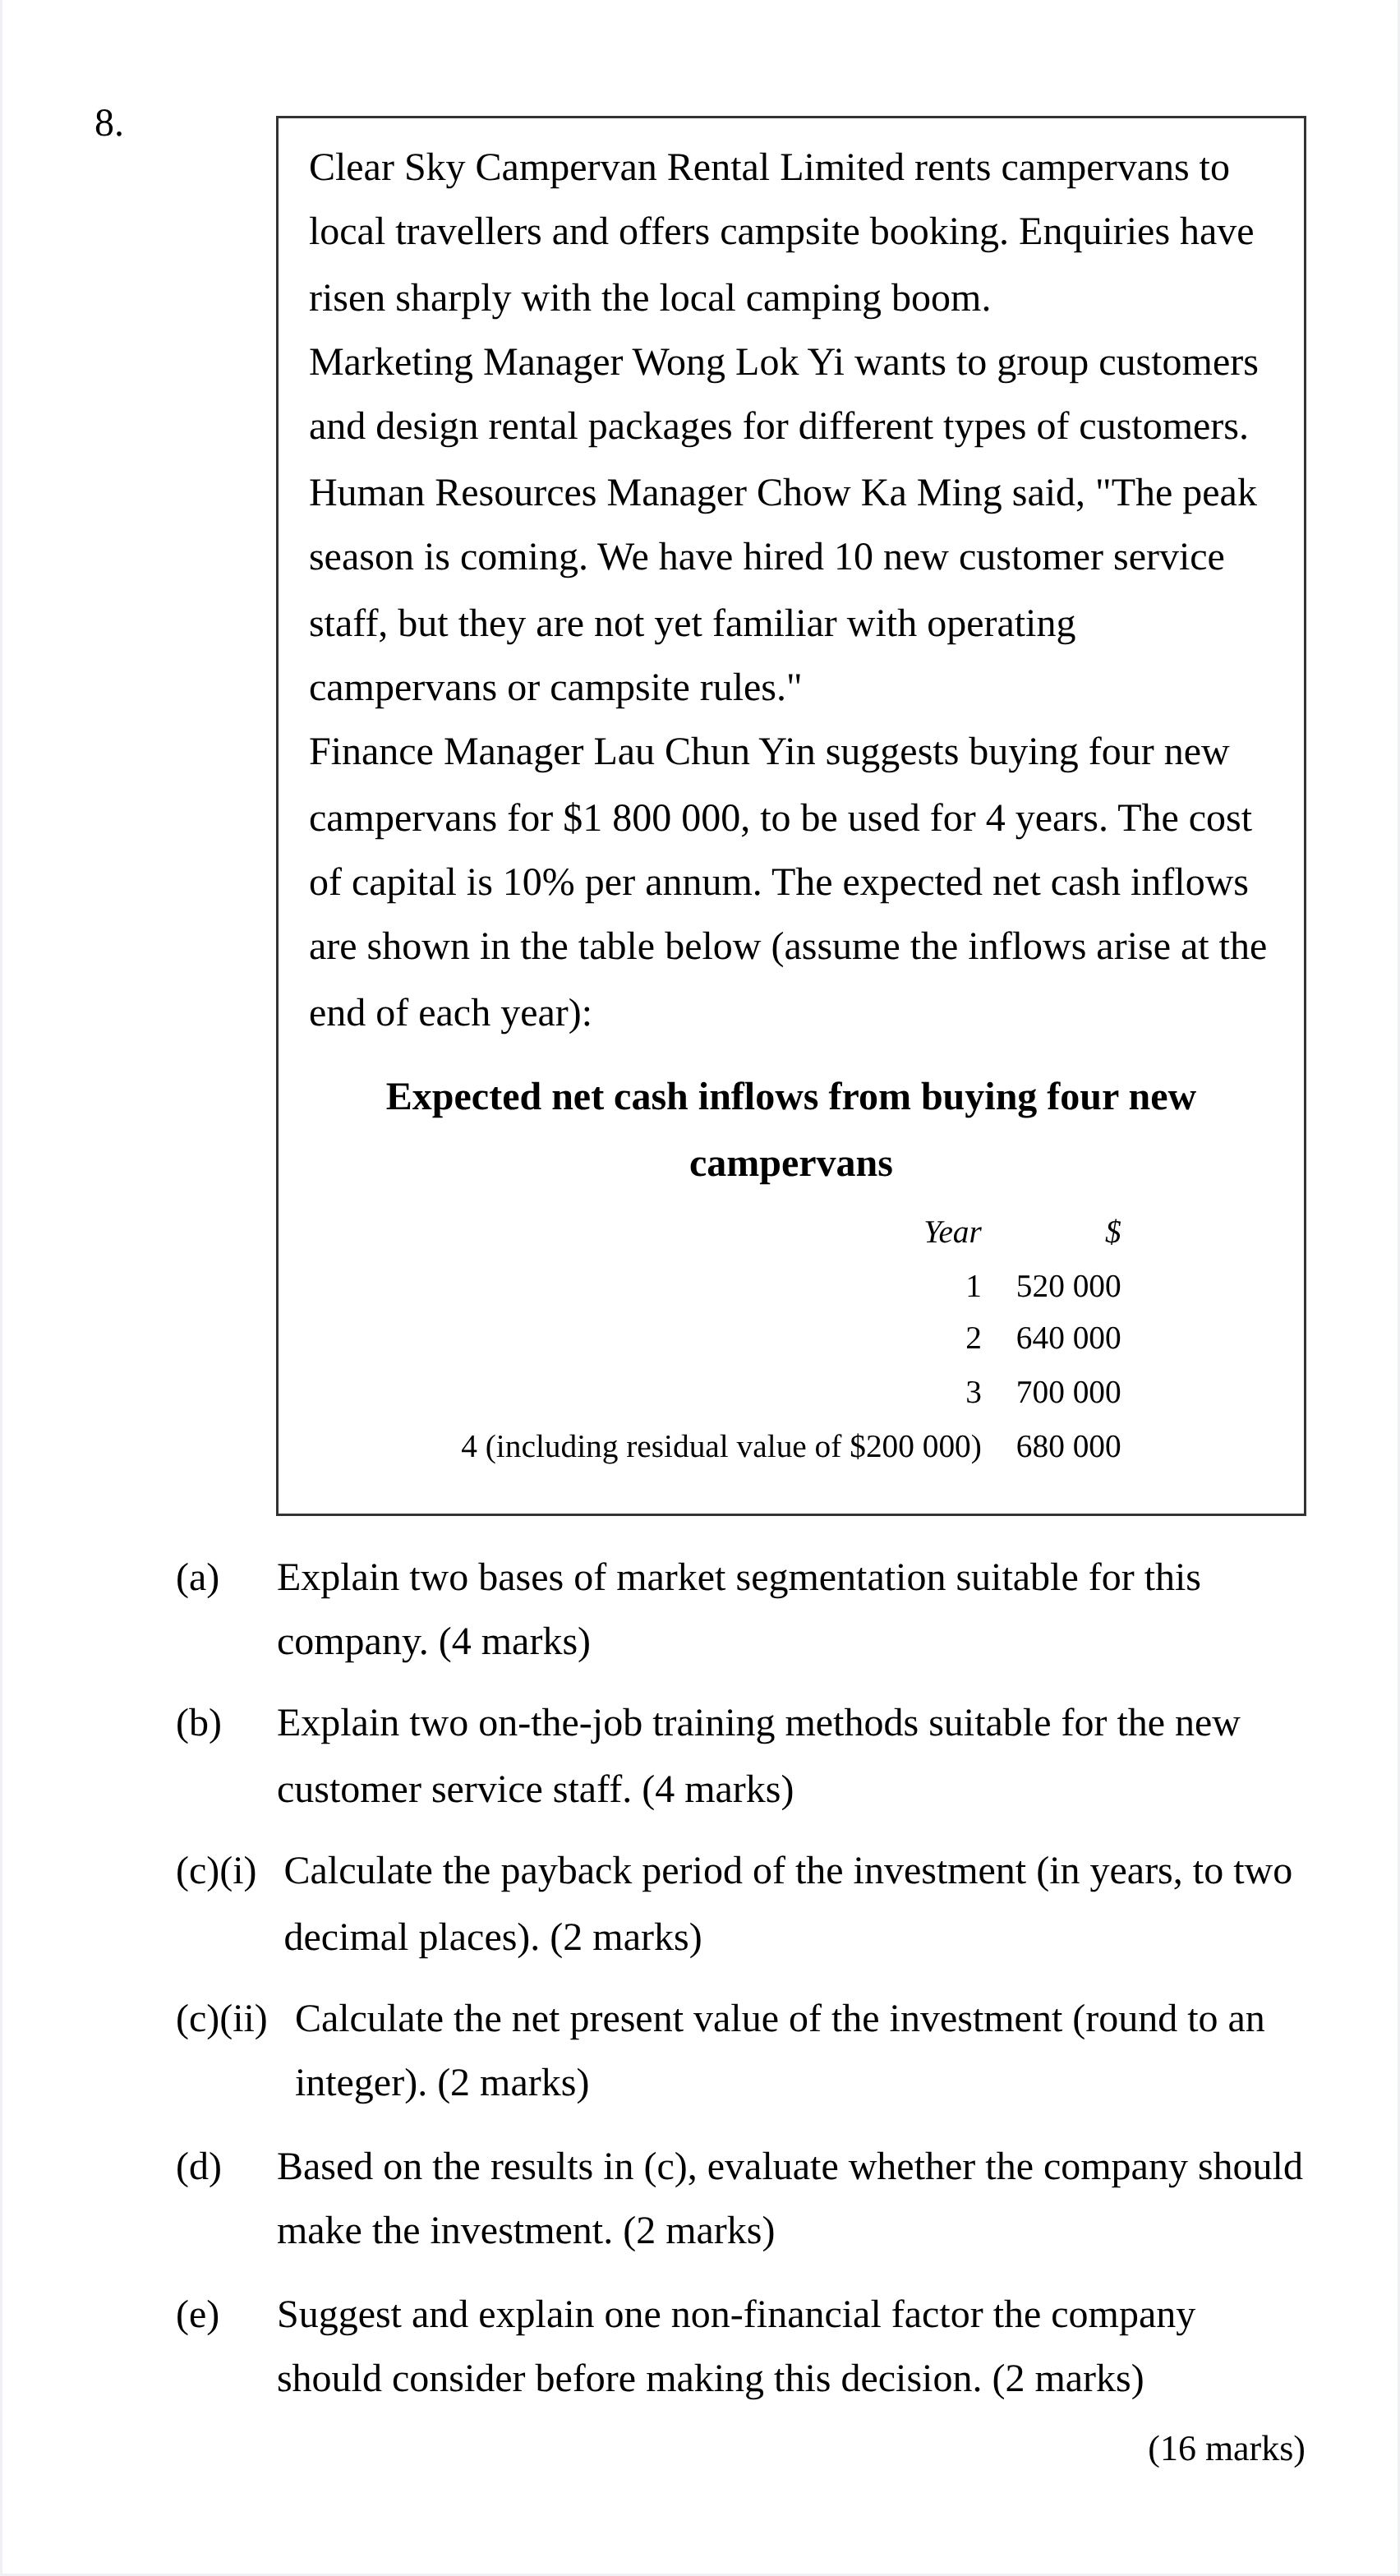 8.
Clear Sky Campervan Rental Limited rents campervans to
local travellers and offers campsite booking. Enquiries have
risen sharply with the local camping boom.
Marketing Manager Wong Lok Yi wants to group customers
and design rental packages for different types of customers.
Human Resources Manager Chow Ka Ming said, "The peak
season is coming. We have hired 10 new customer service
staff, but they are not yet familiar with operating
campervans or campsite rules."
Finance Manager Lau Chun Yin suggests buying four new
campervans for $1 800 000, to be used for 4 years. The cost
of capital is 10% per annum. The expected net cash inflows
are shown in the table below (assume the inflows arise at the
end of each year):
Expected net cash inflows from buying four new
campervans
Year $
1 520 000
2 640 000
3 700 000
4 (including residual value of $200 000) 680 000
(a) Explain two bases of market segmentation suitable for this
company. (4 marks)
(b) Explain two on-the-job training methods suitable for the new
customer service staff. (4 marks)
(c)(i) Calculate the payback period of the investment (in years, to two
decimal places). (2 marks)
(c)(ii) Calculate the net present value of the investment (round to an
integer). (2 marks)
(d) Based on the results in (c), evaluate whether the company should
make the investment. (2 marks)
(e) Suggest and explain one non-financial factor the company
should consider before making this decision. (2 marks)
(16 marks)